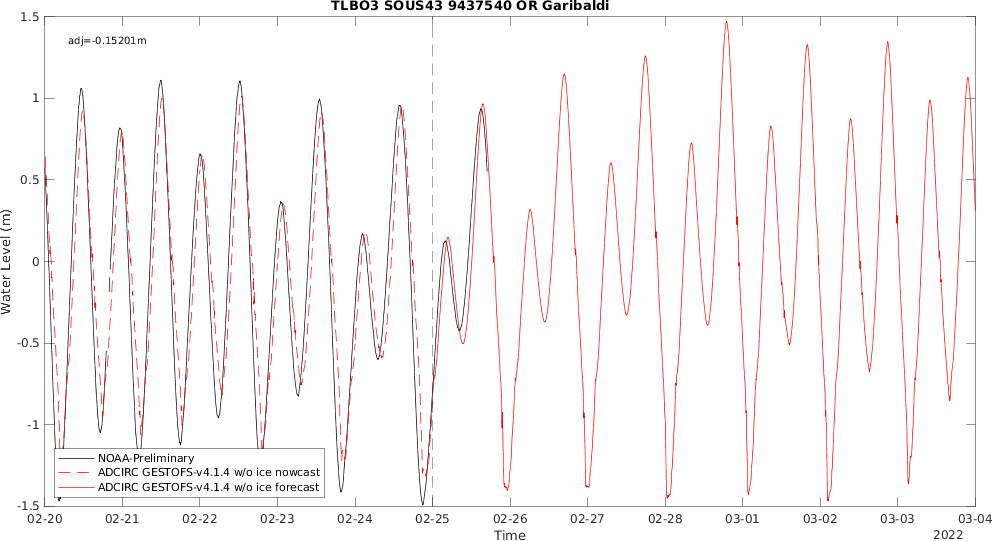 TLBO3 SOUS43 9437540 OR Garibaldi
adj=-0.15201m
Water Level (m)
1.5
1
0.5
0
-0.5
-1
-1.5
NOAA-Preliminary
ADCIRC GESTOFS-v4.1.4 w/o ice nowcast
ADCIRC GESTOFS-v4.1.4 w/o ice forecast
02-20 02-21 02-22 02-23 02-24 02-25 02-26 02-27 02-28 03-01 03-02 03-03 03-04
Time
2022